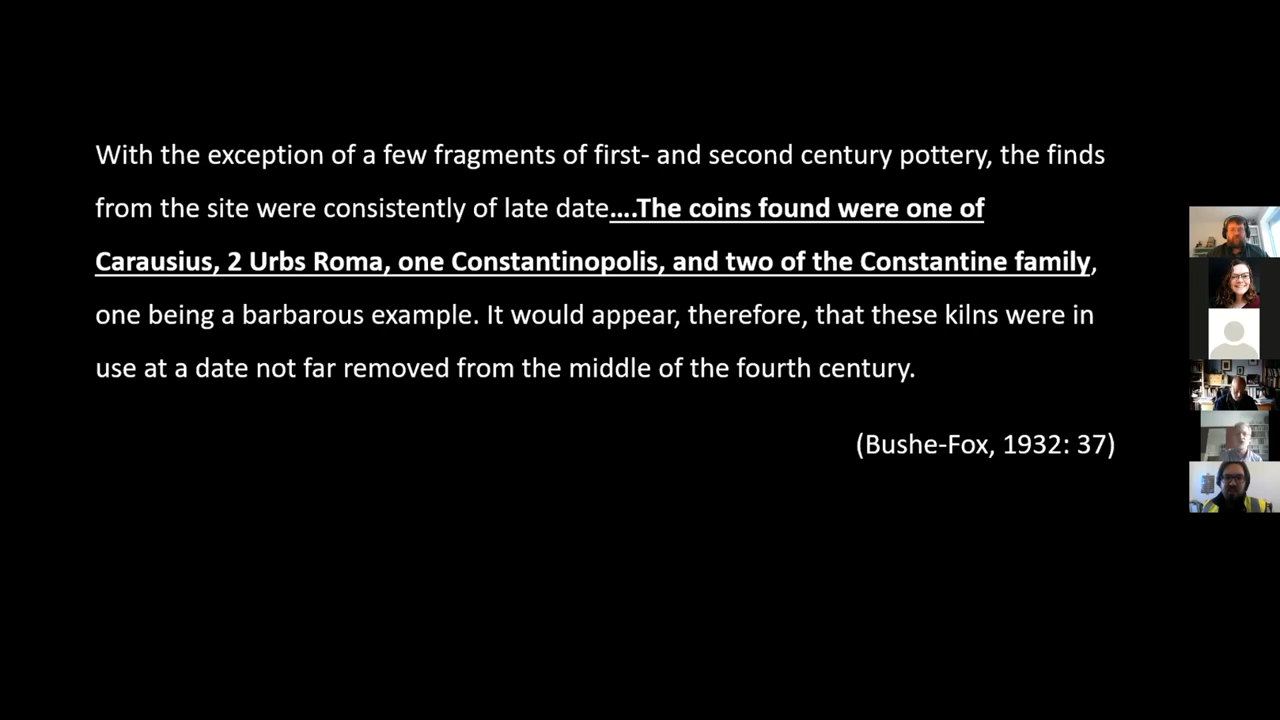 With the exception of a few fragments of first- and second century pottery, the finds
from the site were consistently of late date….The coins found were one of
Carausius, 2 Urbs Roma, one Constantinopolis, and two of the Constantine family,
one being a barbarous example. It would appear, therefore, that these kilns were in
use at a date not far removed from the middle of the fourth century.
(Bushe-Fox, 1932: 37)